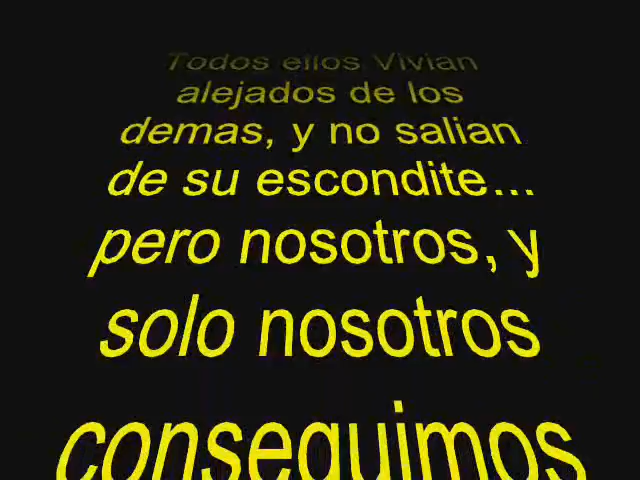 Todos ellos Vivian
alejados de los
demas, y no salian
de su escondite...
pero nosotros, y
solo nosotros
conseguimos